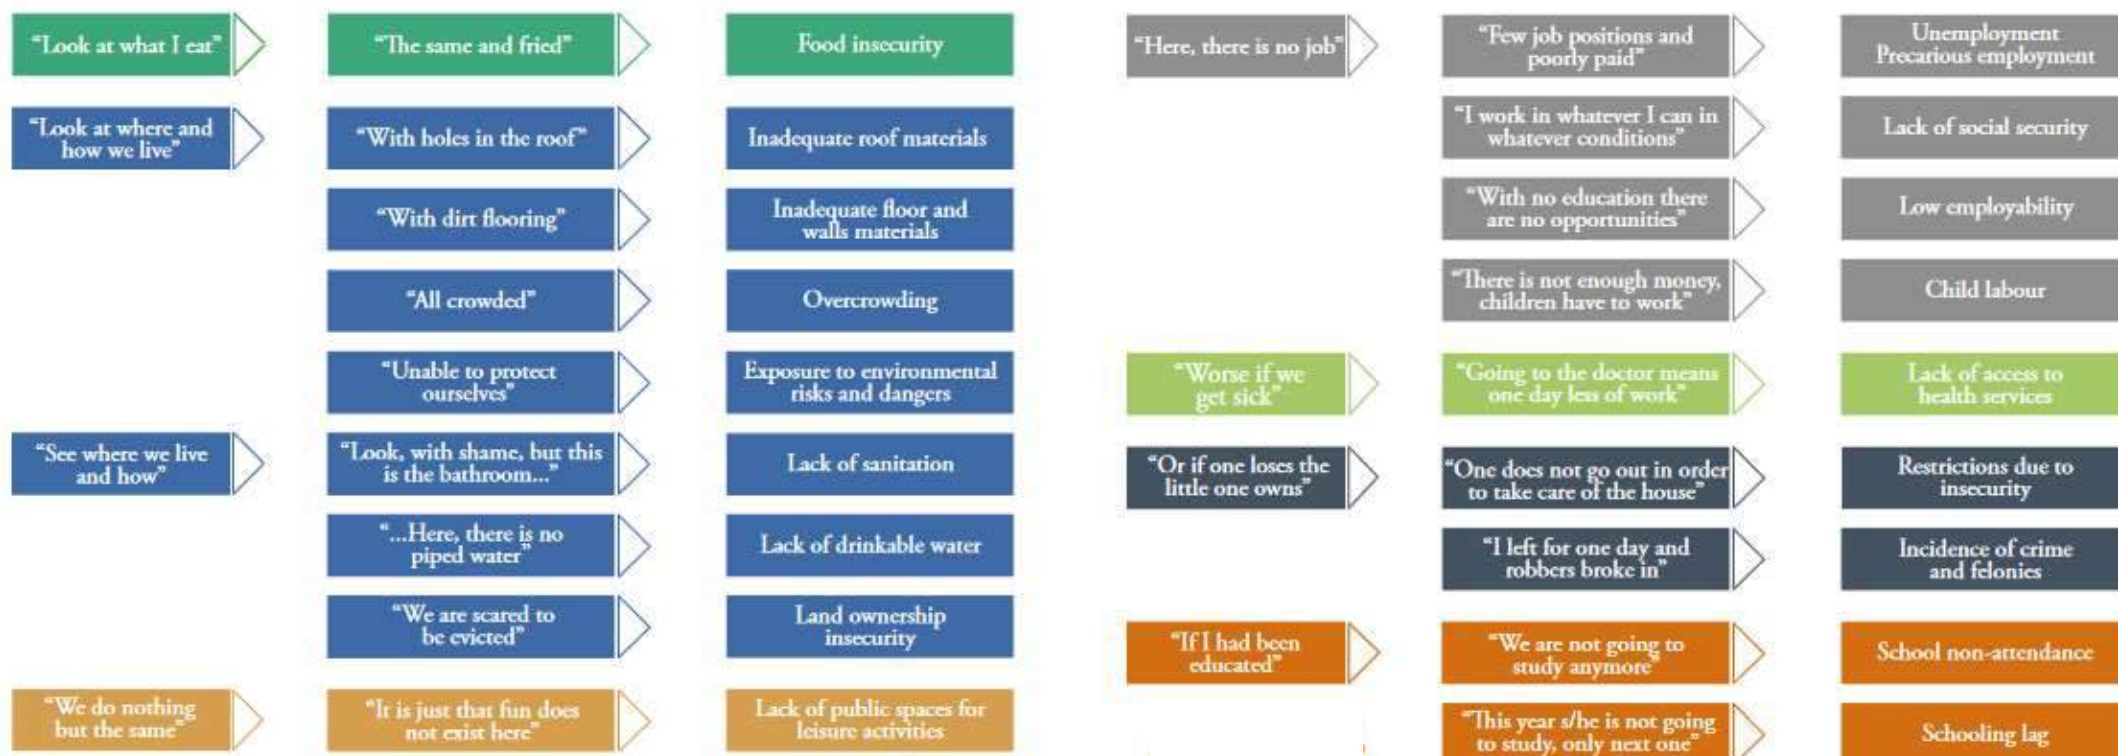 “Look at what I eat”
“The same and fried”
Food insecurity
“Look at where and
how we live”
“With holes in the roof”
Inadequate roof materials
“With dirt flooring”
Inadequate floor and
walls materials
“All crowded”
Overcrowding
“Unable to protect
ourselves”
Exposure to environmental
risks and dangers
“See where we live
and how”
“Look, with shame, but this
is the bathroom...”
Lack of sanitation
“...Here, there is no
piped water”
Lack of drinkable water
“We are scared to
be evicted”
Land ownership
insecurity
“We do nothing
but the same”
“It is just that fun does
not exist here”
Lack of public spaces for
leisure activities
“Here, there is no job”
“Few job positions and
poorly paid”
Unemployment
Precarious employment
“I work in whatever I can in
whatever conditions”
Lack of social security
“With no education there
are no opportunities”
Low employability
“There is not enough money,
children have to work”
Child labour
“Worse if we
get sick”
“Going to the doctor means
one day less of work”
Lack of access to
health services
“Or if one loses the
little one owns”
“One does not go out in order
to take care of the house”
Restrictions due to
insecurity
“I left for one day and
robbers broke in”
Incidence of crime
and felonies
“If I had been
educated”
“We are not going to
study anymore”
School non-attendance
“This year s/he is not going
to study, only next one”
Schooling lag